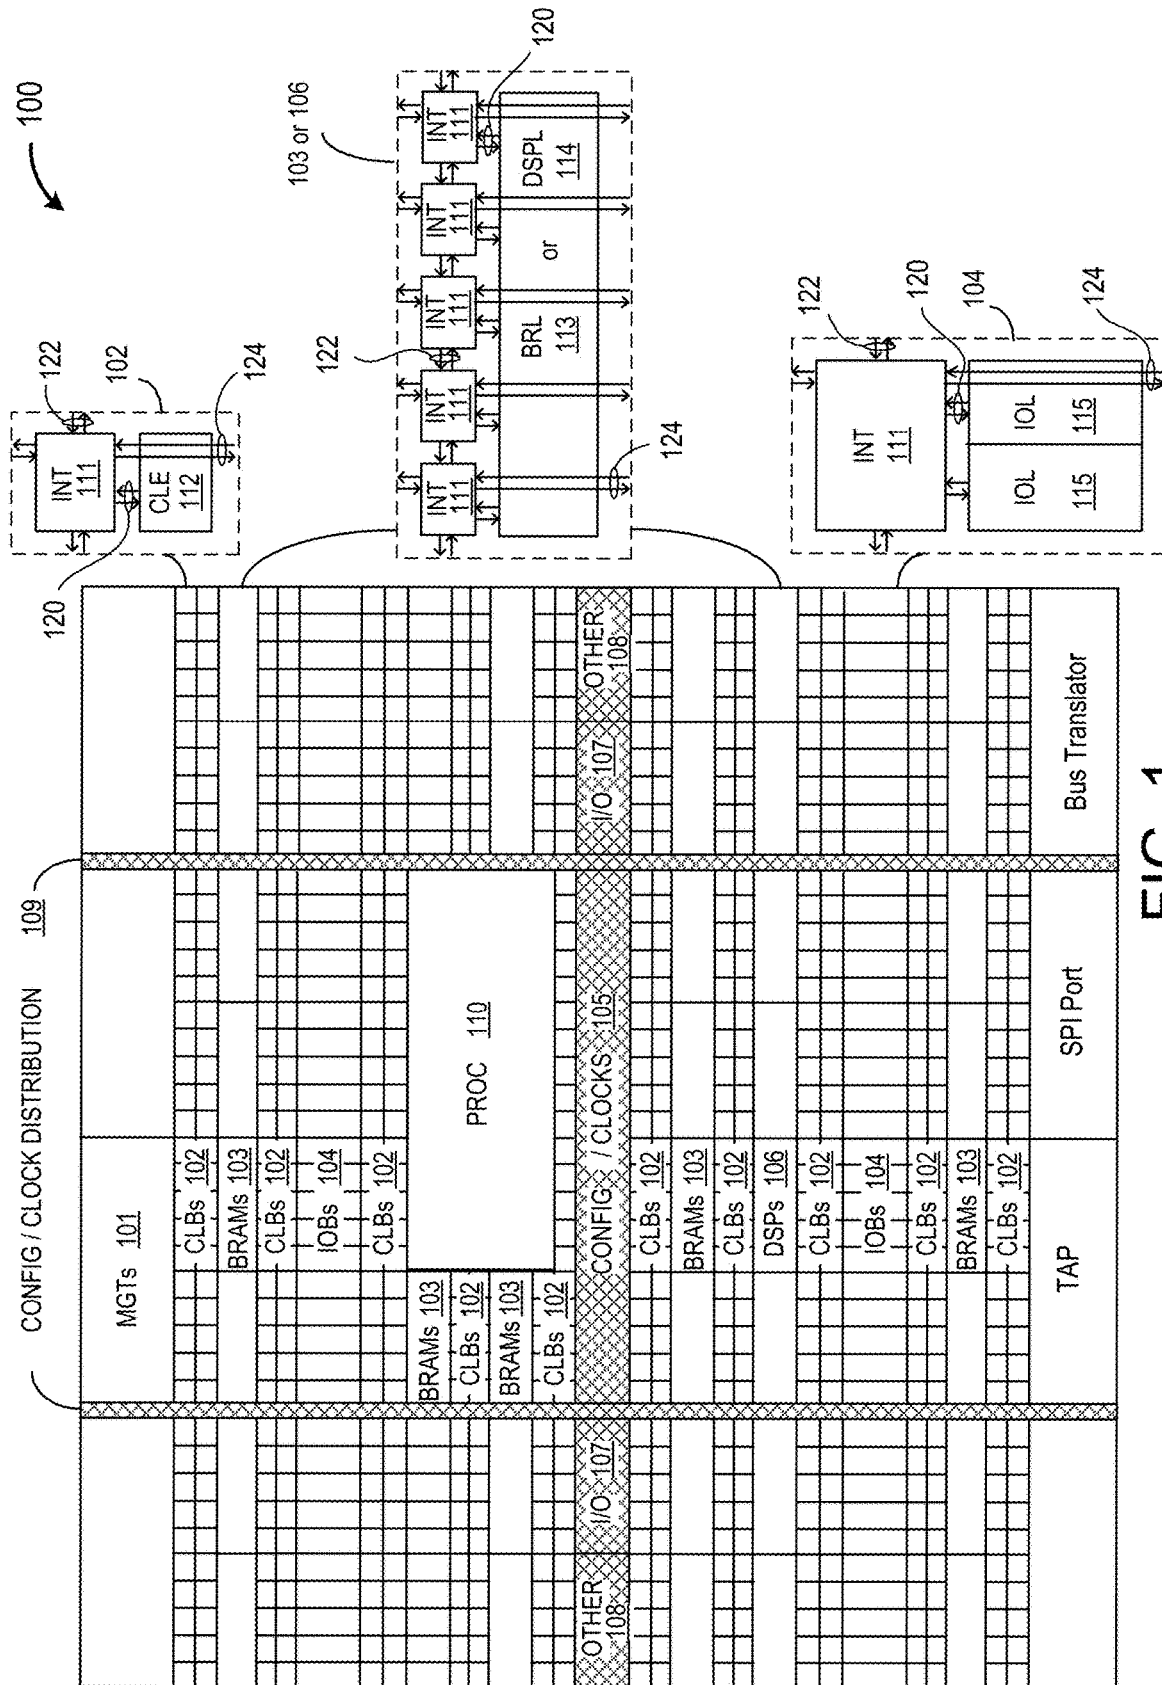 CONFIG / CLOCK DISTRIBUTION 109
100
MGTs 101
CLBs 102
BRAMs 103
CLBs 102
IOBs 104
CLBs 102
BRAMs 103
CLBs 102
BRAMs 103
CLBs 102
PROC 110
OTHER
108
I/O 107
CONFIG / CLOCKS 105
I/O 107
OTHER
108
CLBs 102
BRAMs 103
CLBs 102
DSPs 106
CLBs 102
IOBs 104
CLBs 102
BRAMs 103
CLBs 102
TAP
SPI Port
Bus Translator
120
INT
111
CLE
112
122
102
124
103 or 106
122
INT
111
INT
111
INT
111
INT
111
INT
111
120
BRL
113
or
DSPL
114
124
122
120
104
INT
111
IOL
115
IOL
115
124
FIG. 1